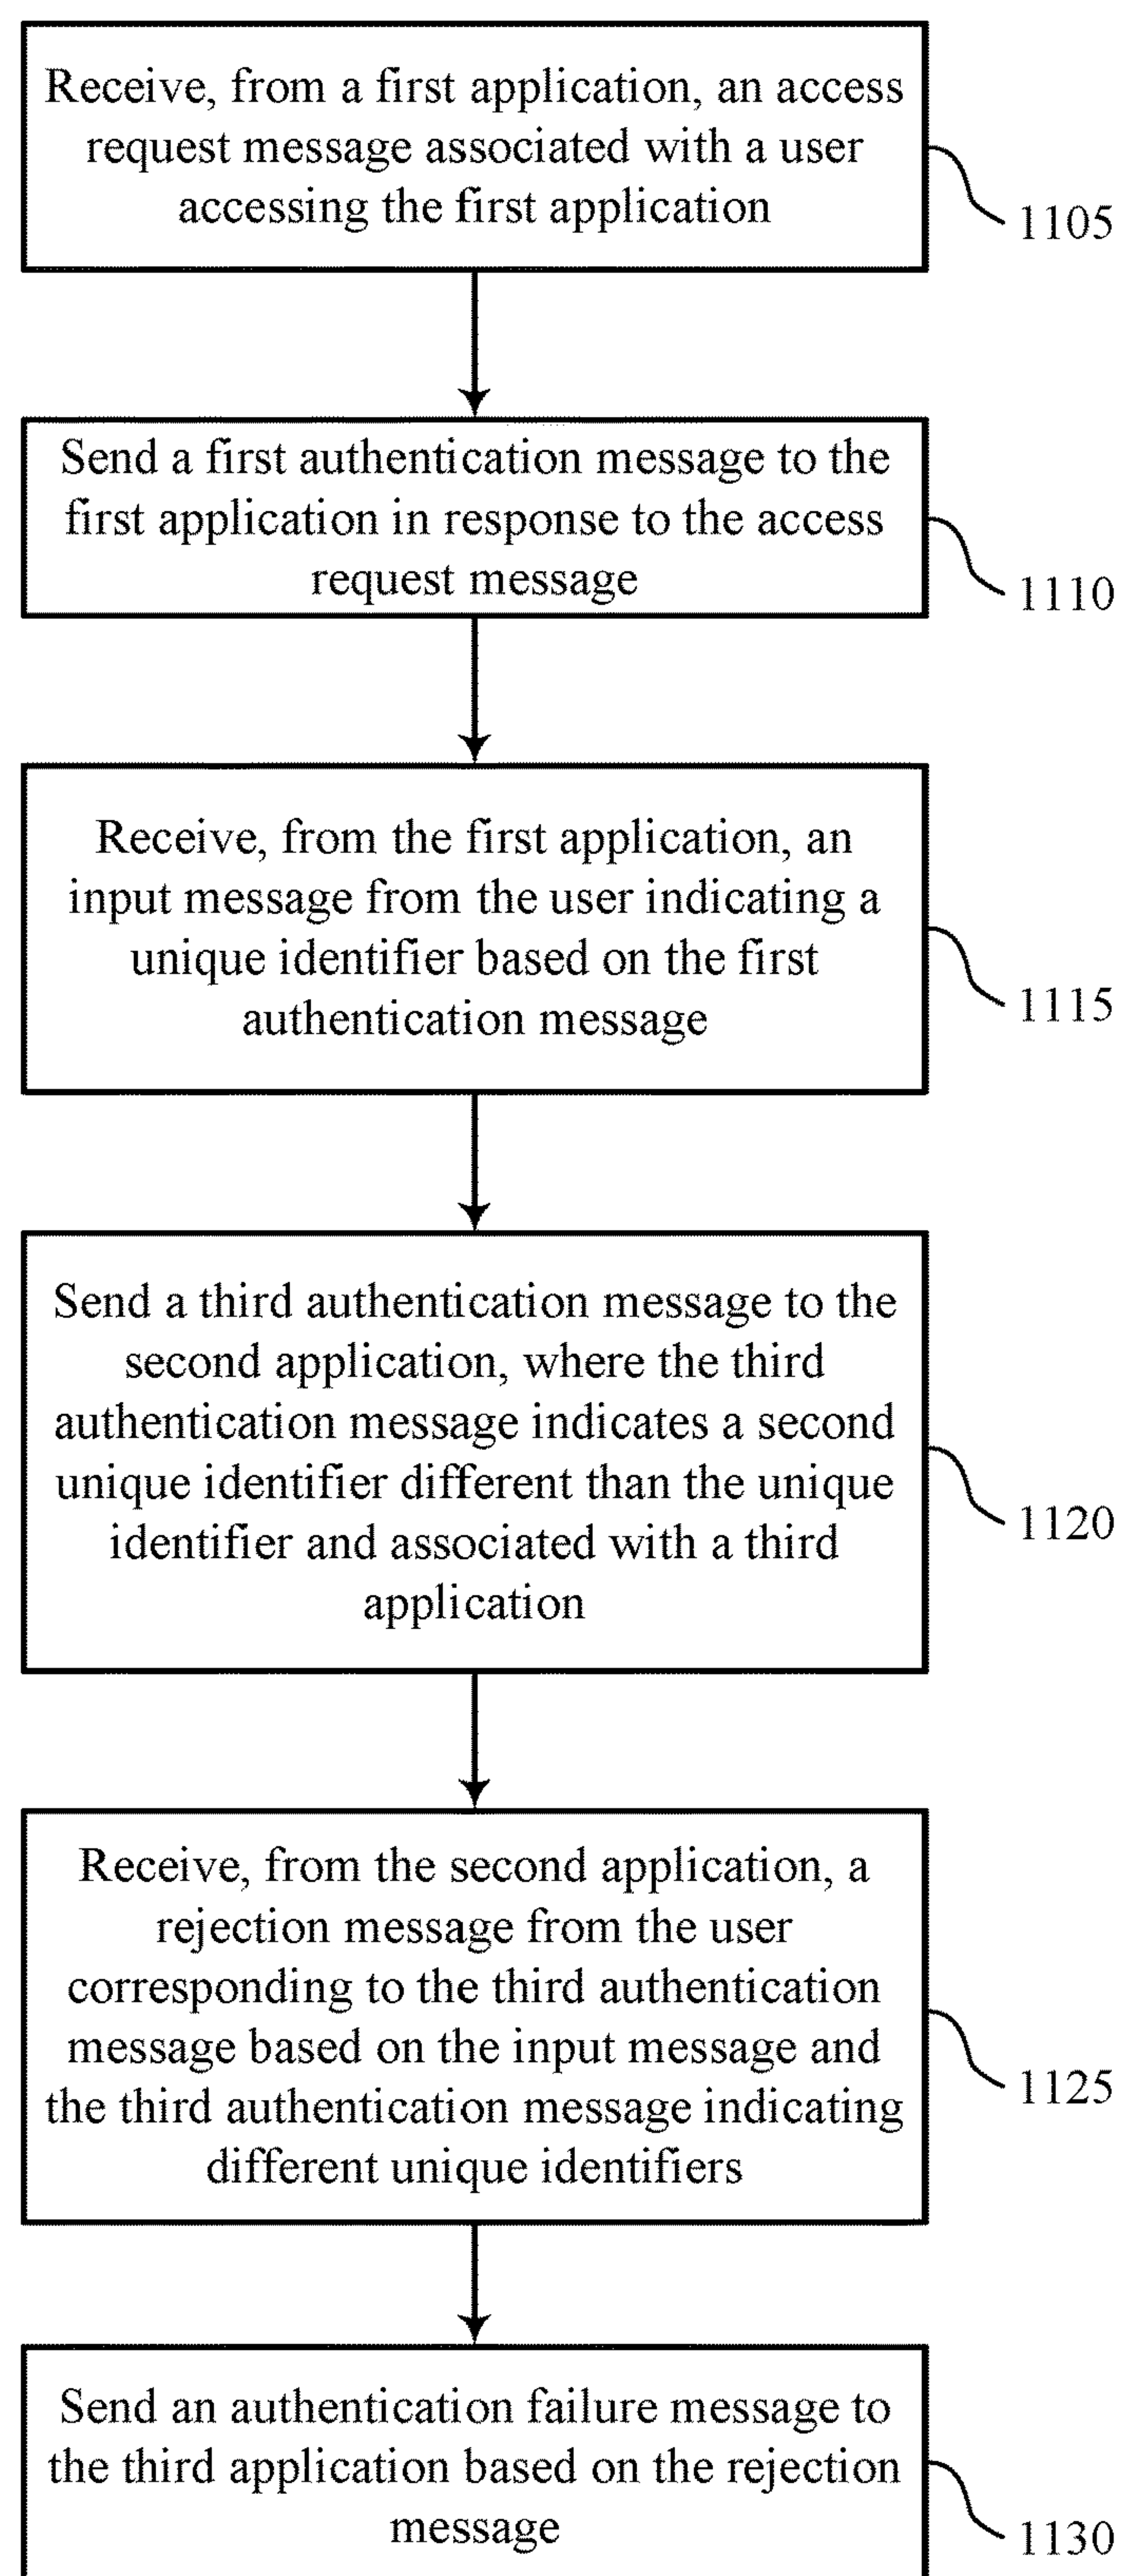 Receive, from a first application, an access
request message associated with a user
accessing the first application
1105
Send a first authentication message to the
first application in response to the access
request message
1110
Receive, from the first application, an
input message from the user indicating a
unique identifier based on the first
authentication message
1115
Send a third authentication message to the
second application, where the third
authentication message indicates a second
unique identifier different than the unique
identifier and associated with a third
application
1120
Receive, from the second application, a
rejection message from the user
corresponding to the third authentication
message based on the input message and
the third authentication message indicating
different unique identifiers
1125
Send an authentication failure message to
the third application based on the rejection
message
1130